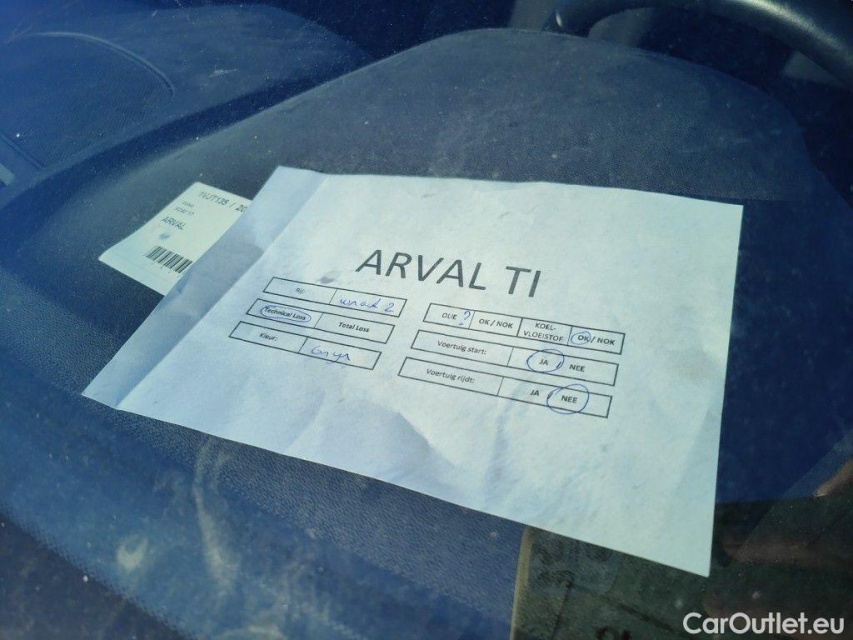 ARVAL
ARVAL TI
Technical Loss
Total Loss
Kleur:
OLIE ? OK / NOK KOEL-VLOEISTOF OK / NOK
Voertuig start: JA NEE
Voertuig rijdt: JA NEE
CarOutlet.eu